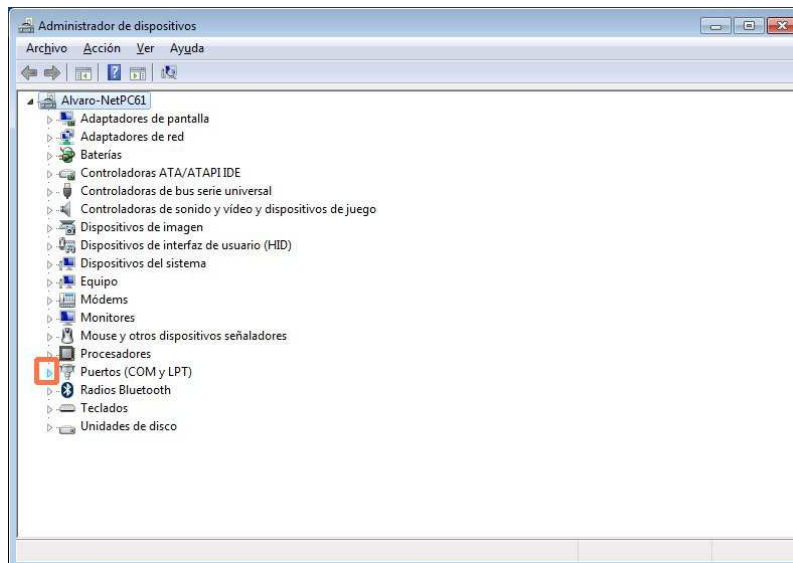 Administrador de dispositivos
Archivo Acción Ver Ayuda
Alvaro-NetPC61
Adaptadores de pantalla
Adaptadores de red
Baterías
Controladoras ATA/ATAPI IDE
Controladoras de bus serie universal
Controladoras de sonido y vídeo y dispositivos de juego
Dispositivos de imagen
Dispositivos de interfaz de usuario (HID)
Dispositivos del sistema
Equipo
Módems
Monitores
Mouse y otros dispositivos señaladores
Procesadores
Puertos (COM y LPT)
Radios Bluetooth
Teclados
Unidades de disco